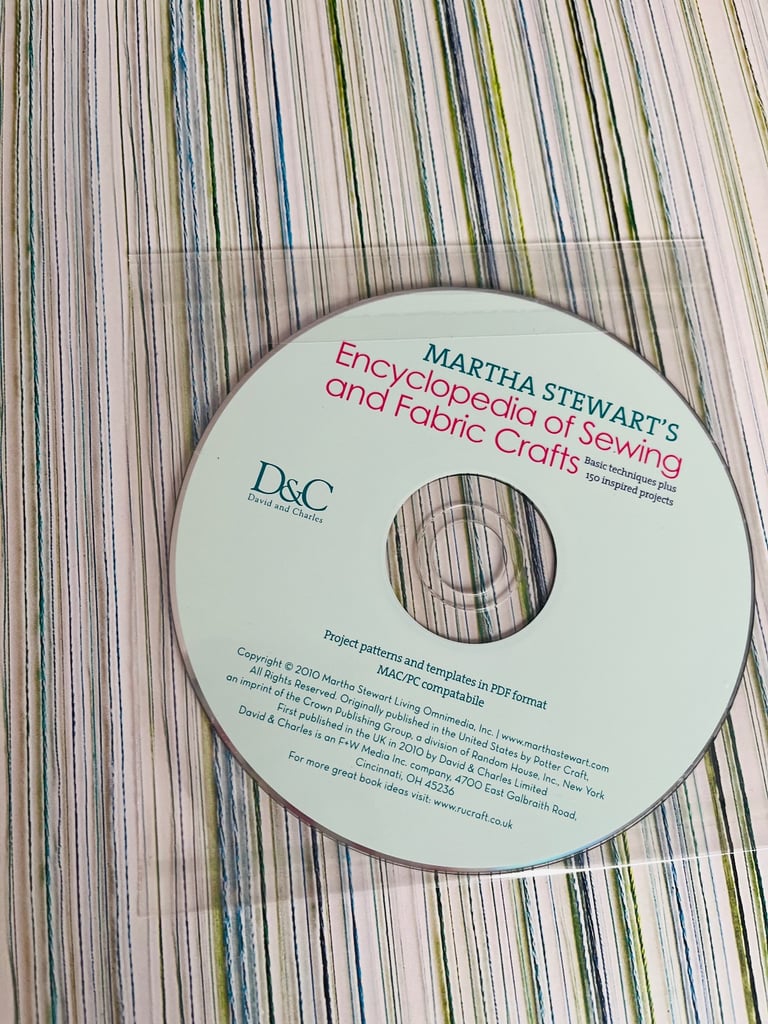 MARTHA STEWART'S
Encyclopedia of Sewing
and Fabric Crafts
Basic techniques plus
150 inspired projects
D&C
David and Charles
Project patterns and templates in PDF format
MAC/PC compatabile
Copyright © 2010 Martha Stewart Living Omnimedia, Inc. | www.marthastewart.com
All Rights Reserved. Originally published in the United States by Potter Craft,
an imprint of the Crown Publishing Group, a division of Random House, Inc., New York
First published in the UK in 2010 by David & Charles Limited
David & Charles is an F+W Media Inc. company, 4700 East Galbraith Road,
Cincinnati, OH 45236
For more great book ideas visit: www.rucraft.co.uk